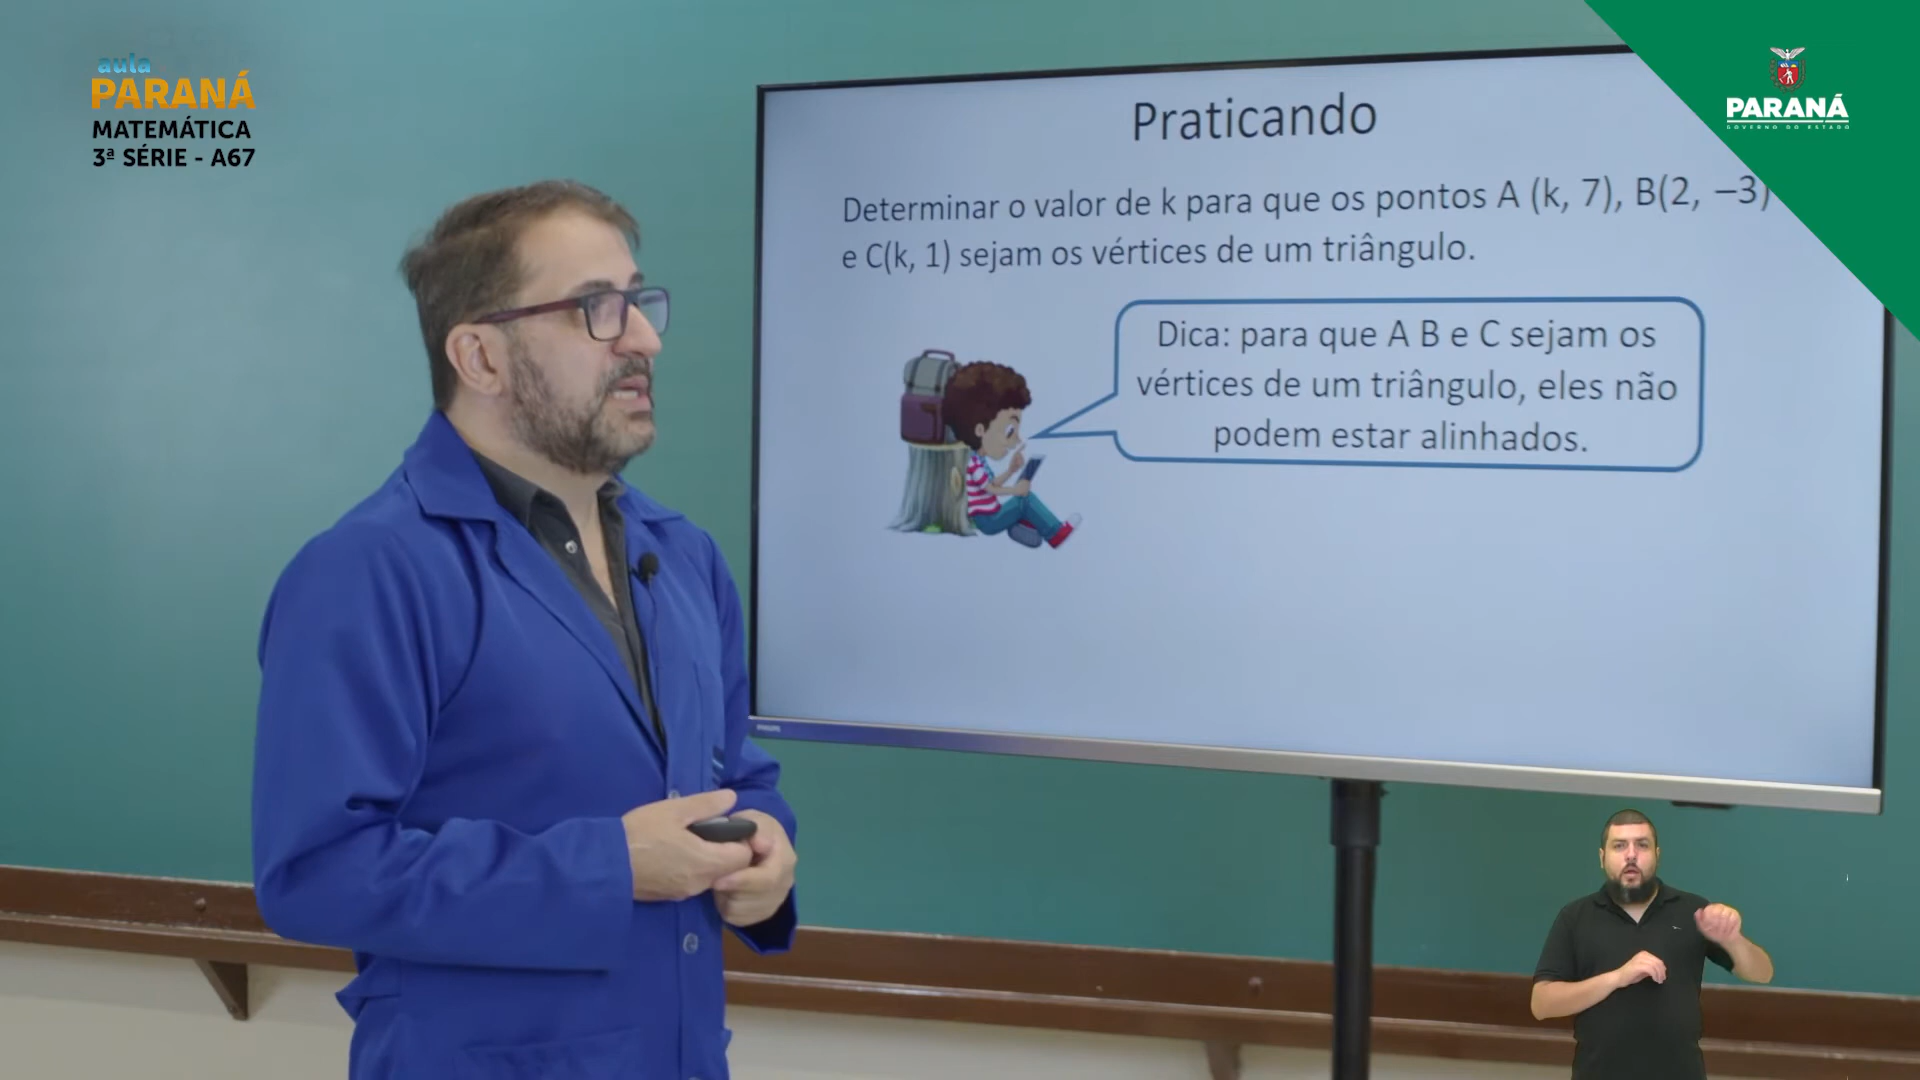 aula
PARANÁ
MATEMÁTICA
3ª SÉRIE - A67
PARANÁ
GOVERNO DO ESTADO
Praticando
Determinar o valor de k para que os pontos A (k, 7), B(2, –3)
e C(k, 1) sejam os vértices de um triângulo.
Dica: para que A B e C sejam os
vértices de um triângulo, eles não
podem estar alinhados.
PHILIPS